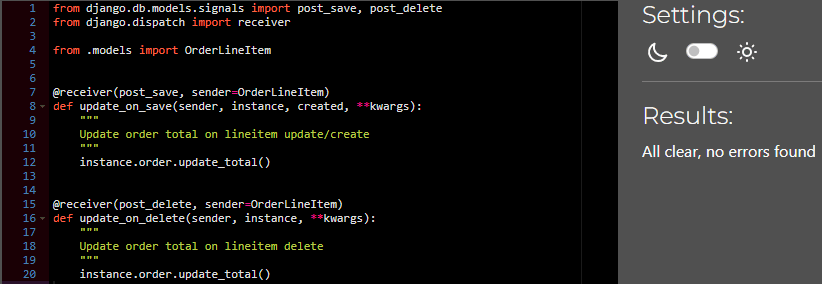 1 from django.db.models.signals import post_save, post_delete
2 from django.dispatch import receiver
3
4 from .models import OrderLineItem
5
6
7 @receiver(post_save, sender=OrderLineItem)
8 def update_on_save(sender, instance, created, **kwargs):
9     """
10     Update order total on lineitem update/create
11     """
12     instance.order.update_total()
13
14
15 @receiver(post_delete, sender=OrderLineItem)
16 def update_on_delete(sender, instance, **kwargs):
17     """
18     Update order total on lineitem delete
19     """
20     instance.order.update_total()
Settings:
Results:
All clear, no errors found